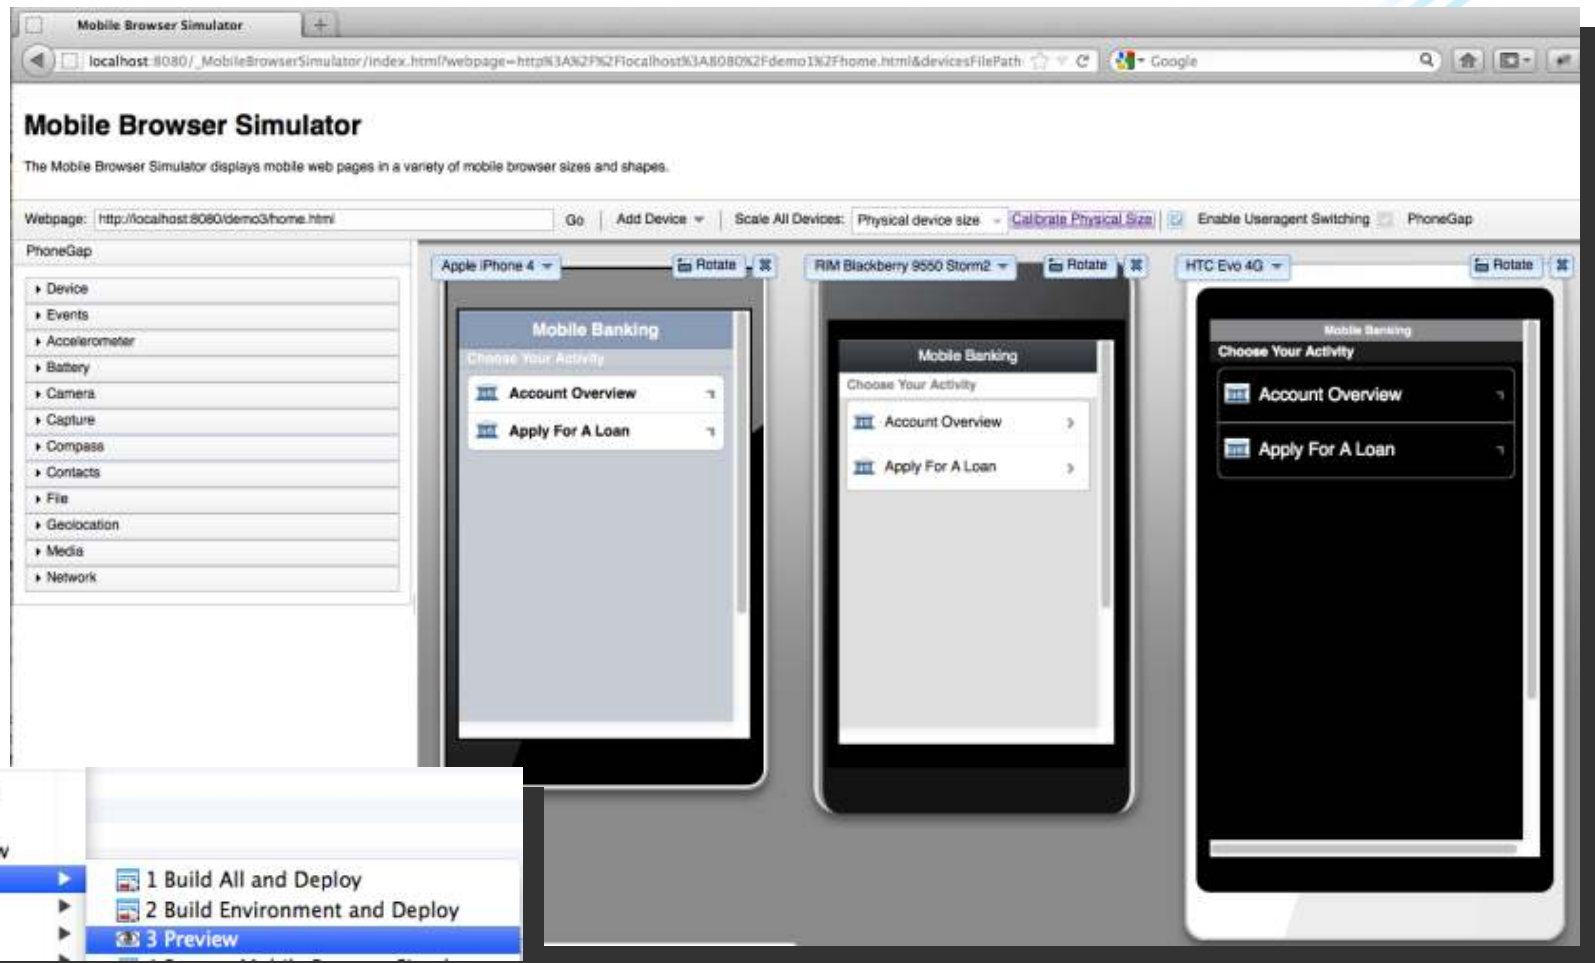 Mobile Browser Simulator
localhost:8080/_MobileBrowserSimulator/index.html?webpage=http%3A%2F%2Flocalhost%3A8080%2Fdemo1%2Fhome.html&devicesFilePath
Google
Mobile Browser Simulator
The Mobile Browser Simulator displays mobile web pages in a variety of mobile browser sizes and shapes.
Webpage: http://localhost:8080/demo3/home.html Go Add Device Scale All Devices: Physical device size Calibrate Physical Size Enable Useragent Switching PhoneGap
PhoneGap
Device
Events
Accelerometer
Battery
Camera
Capture
Compass
Contacts
File
Geolocation
Media
Network
Apple iPhone 4 Rotate
Mobile Banking
Choose Your Activity
Account Overview
Apply For A Loan
RIM Blackberry 9550 Storm2 Rotate
Mobile Banking
Choose Your Activity
Account Overview
Apply For A Loan
HTC Evo 4G Rotate
Mobile Banking
Choose Your Activity
Account Overview
Apply For A Loan
1 Build All and Deploy
2 Build Environment and Deploy
3 Preview